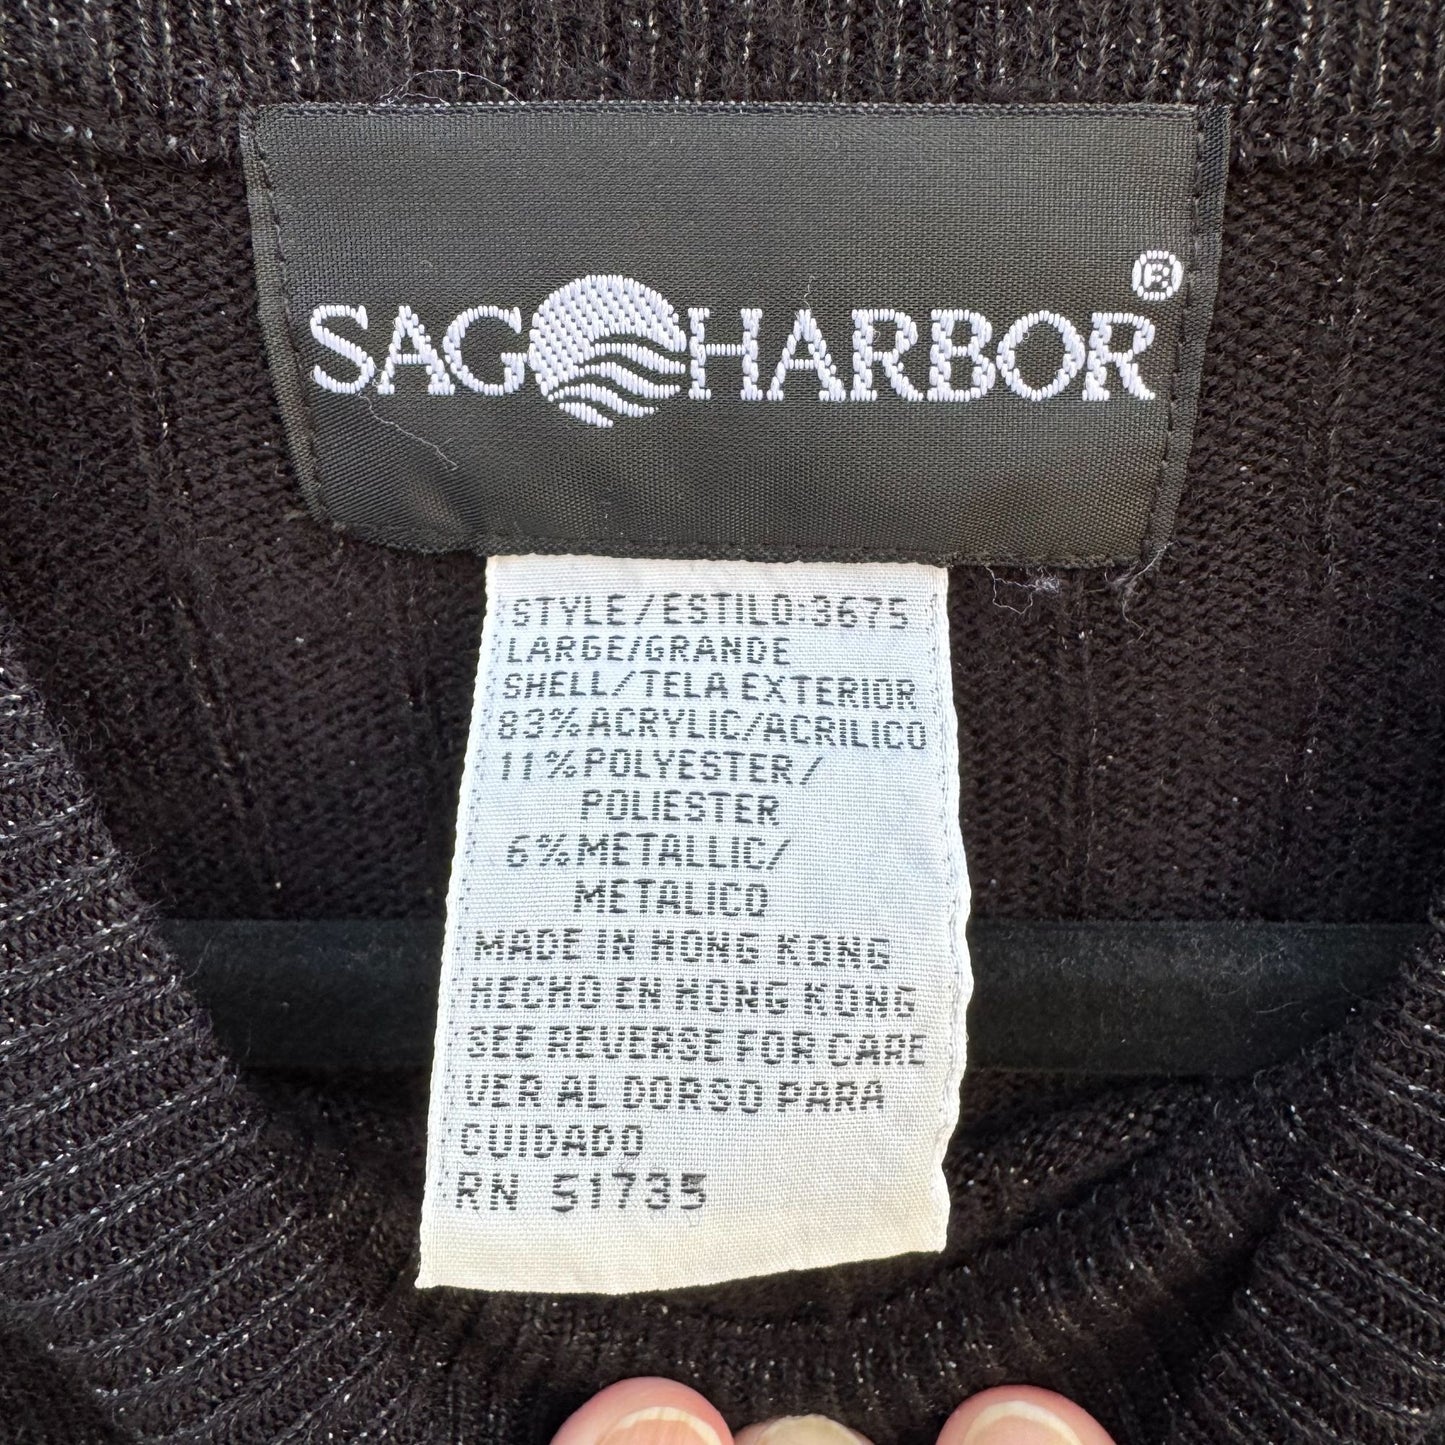 SAG HARBOR®
STYLE/ESTILO:3675
LARGE/GRANDE
SHELL/TELA EXTERIOR
83% ACRYLIC/ACRILICO
11% POLYESTER/
POLIESTER
6% METALLIC/
METALICO
MADE IN HONG KONG
HECHO EN HONG KONG
SEE REVERSE FOR CARE
VER AL DORSO PARA
CUIDADO
RN 51735